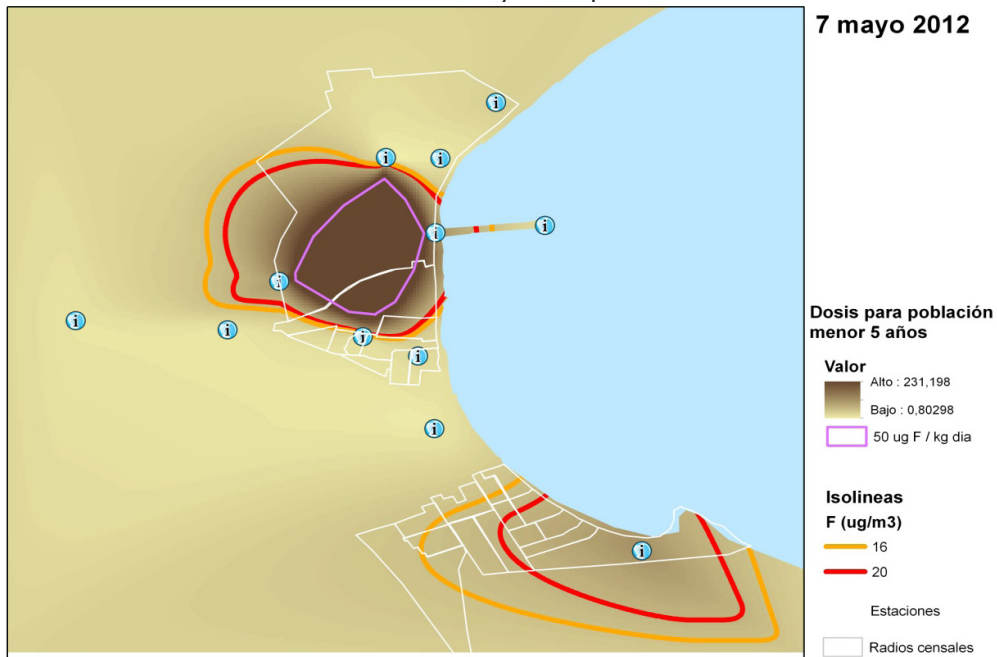 7 mayo 2012
Dosis para población
menor 5 años
Valor
Alto : 231,198
Bajo : 0,80298
50 ug F / kg dia
Isolineas
F (ug/m3)
16
20
Estaciones
Radios censales